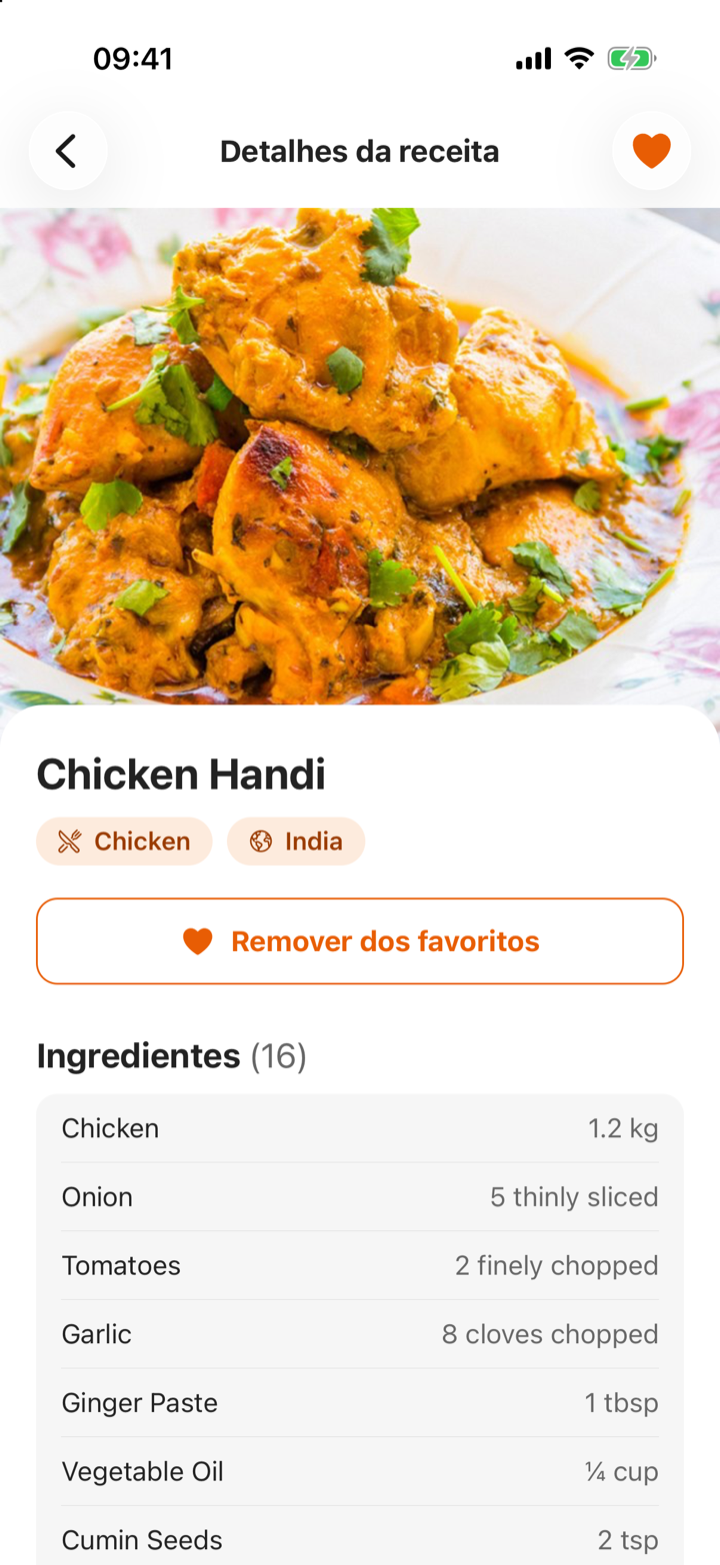 09:41
Detalhes da receita
Chicken Handi
Chicken India
Remover dos favoritos
Ingredientes (16)
Chicken 1.2 kg
Onion 5 thinly sliced
Tomatoes 2 finely chopped
Garlic 8 cloves chopped
Ginger Paste 1 tbsp
Vegetable Oil ¼ cup
Cumin Seeds 2 tsp